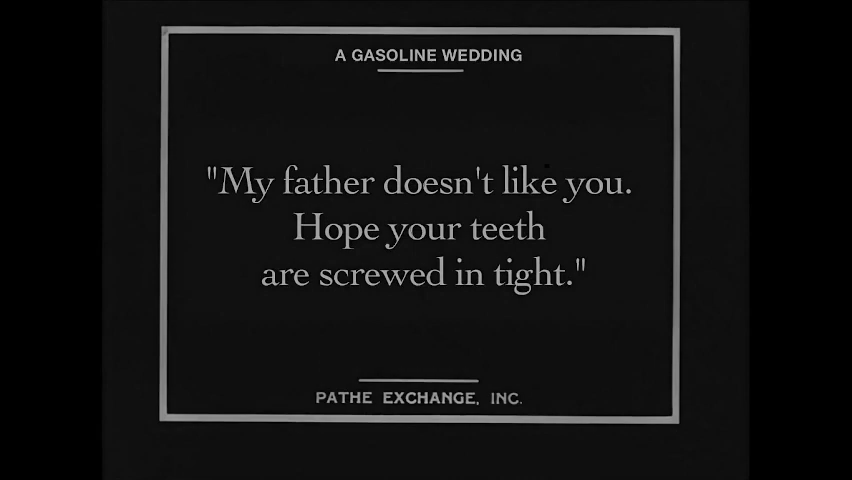 A GASOLINE WEDDING
"My father doesn't like you.
Hope your teeth
are screwed in tight."
PATHE EXCHANGE, INC.